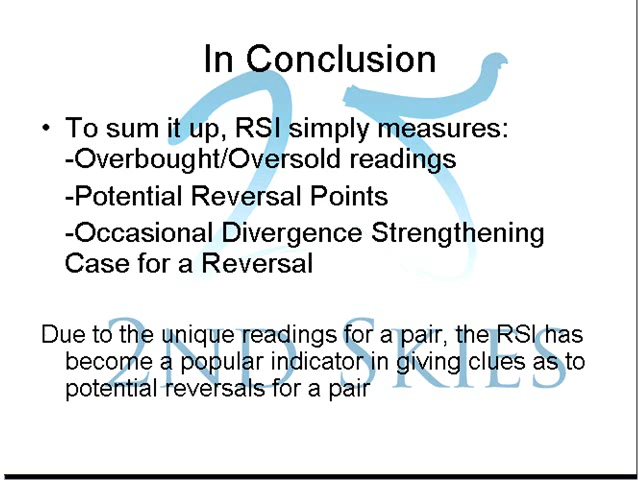 In Conclusion
• To sum it up, RSI simply measures:
-Overbought/Oversold readings
-Potential Reversal Points
-Occasional Divergence Strengthening
Case for a Reversal
Due to the unique readings for a pair, the RSI has
become a popular indicator in giving clues as to
potential reversals for a pair
2ND SKIES